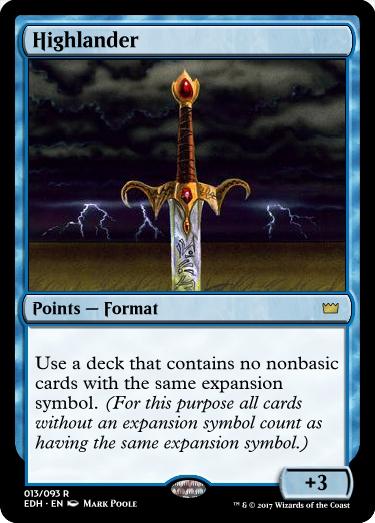 Highlander
Points — Format
Use a deck that contains no nonbasic
cards with the same expansion
symbol. (For this purpose all cards
without an expansion symbol count as
having the same expansion symbol.)
+3
013/093 R
EDH • EN MARK POOLE
™ & © 2017 Wizards of the Coast